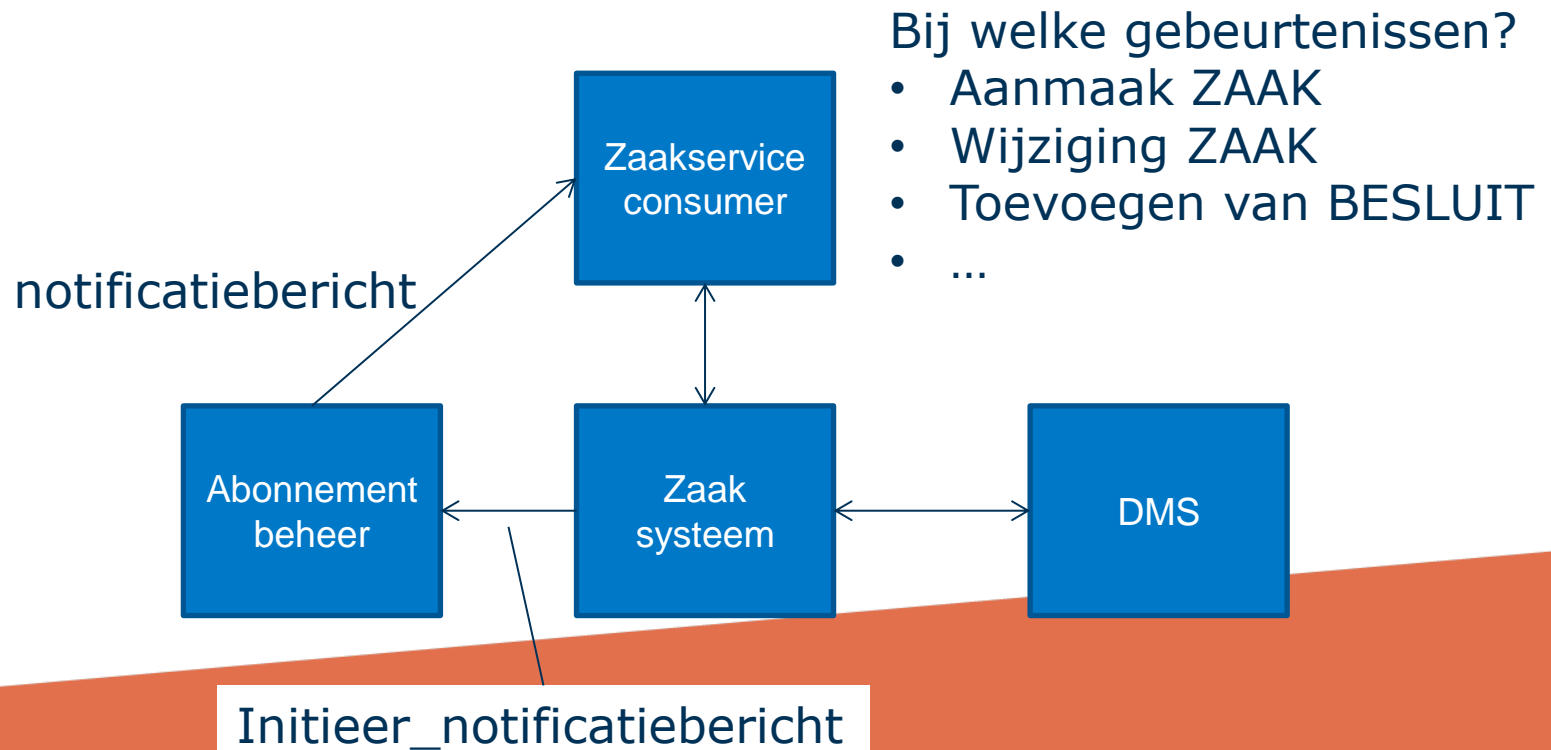 Bij welke gebeurtenissen?
• Aanmaak ZAAK
• Wijziging ZAAK
• Toevoegen van BESLUIT
• …
Zaakservice
consumer
notificatiebericht
Abonnement
beheer
Zaak
systeem
DMS
Initieer_notificatiebericht